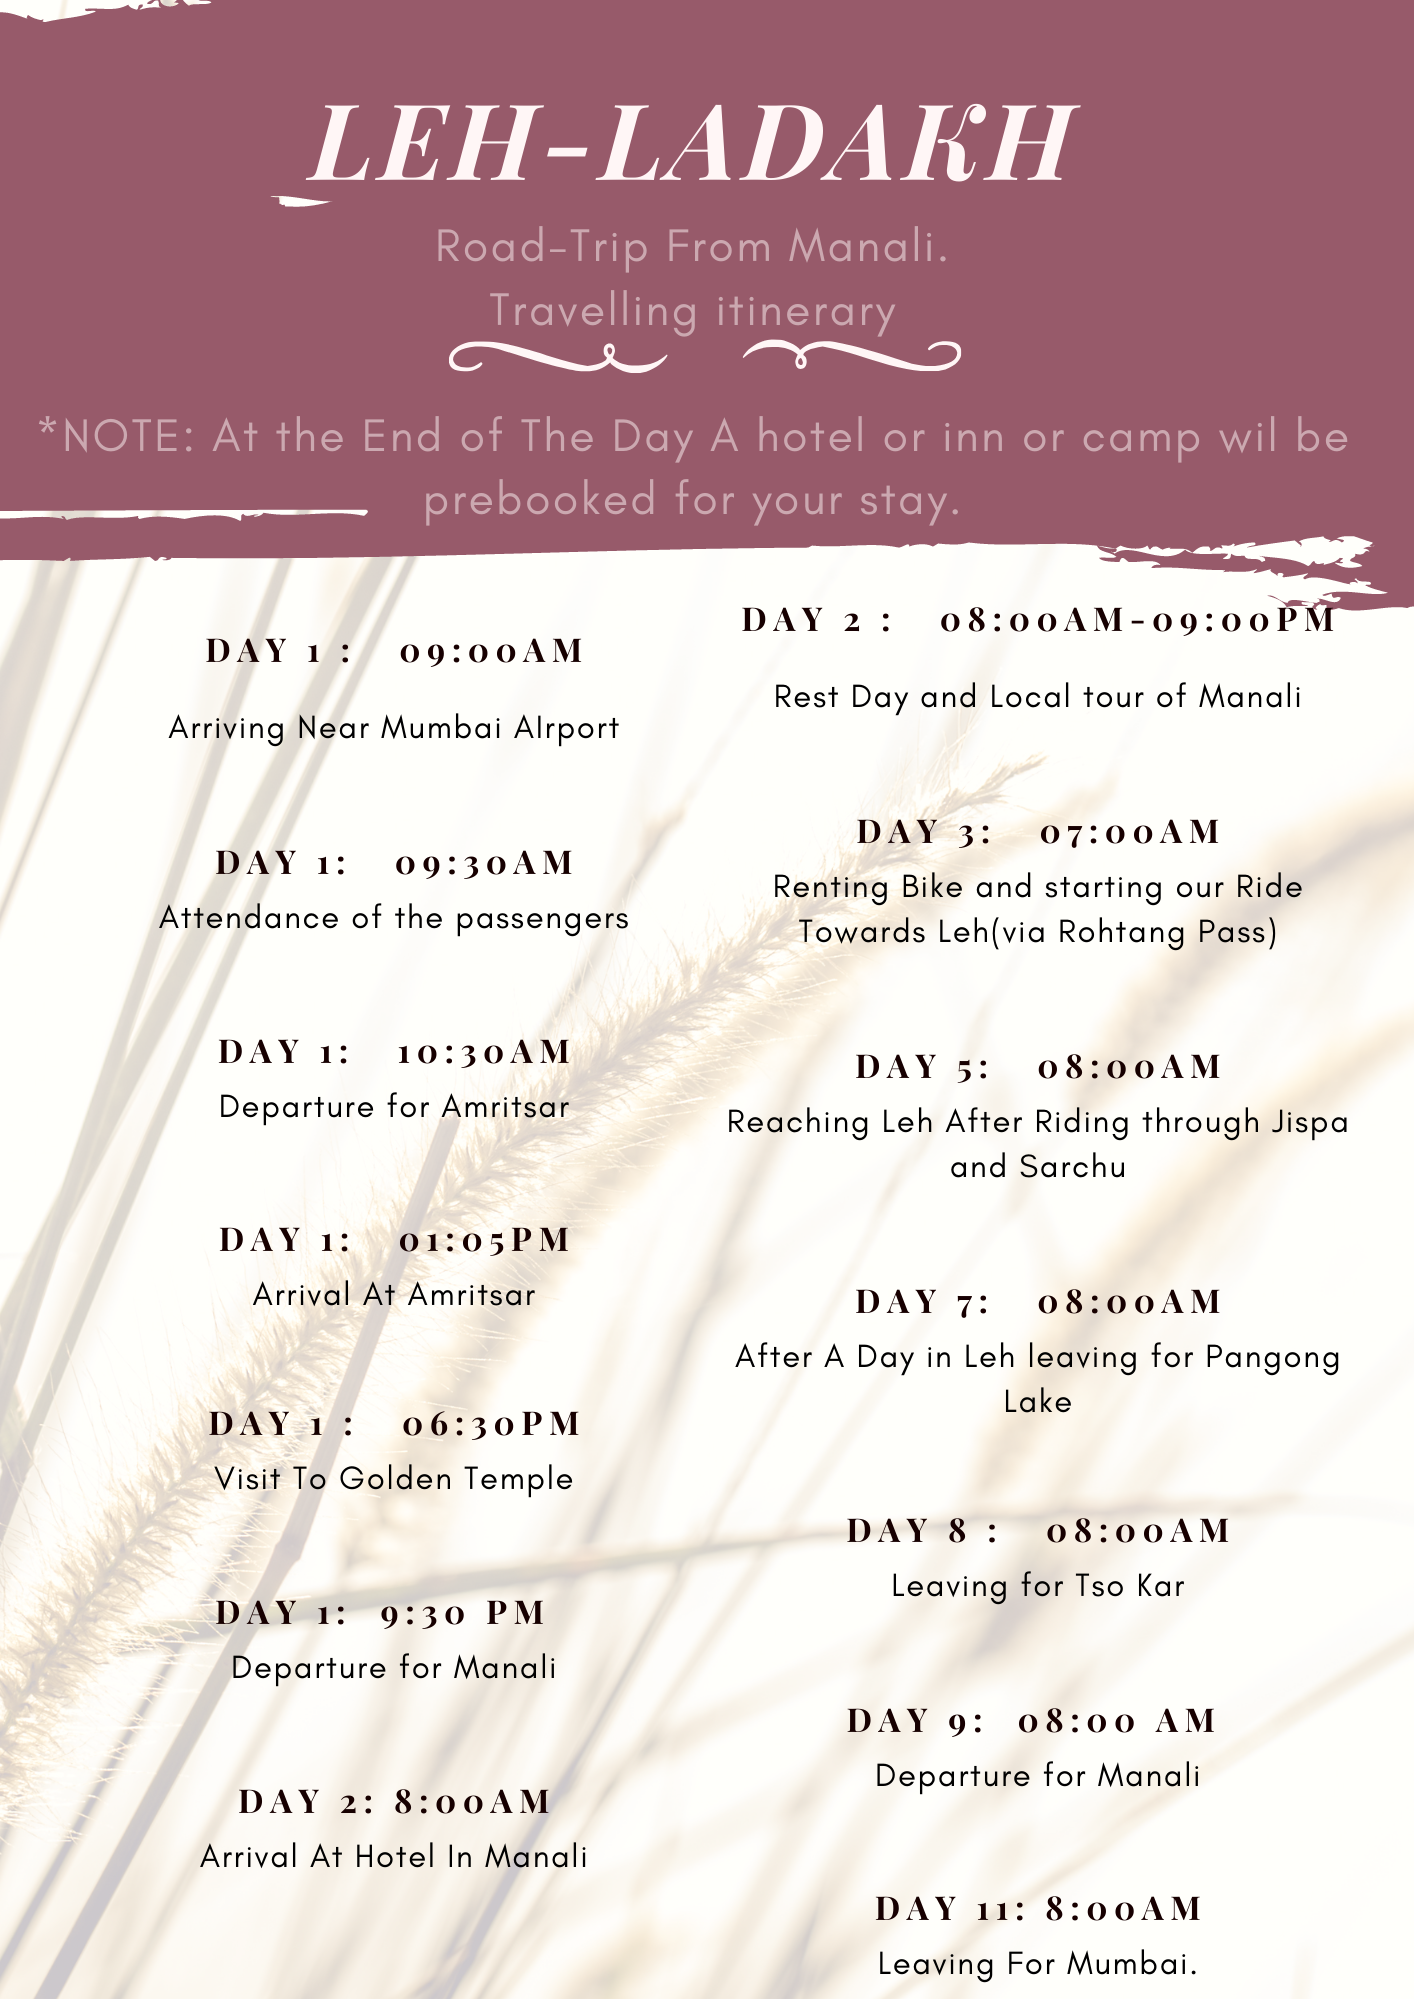 LEH-LADAKH
Road-Trip From Manali.
Travelling itinerary
*NOTE: At the End of The Day A hotel or inn or camp wil be
prebooked for your stay.
DAY 1 : 09:00AM
Arriving Near Mumbai AIrport
DAY 1: 09:30AM
Attendance of the passengers
DAY 1: 10:30AM
Departure for Amritsar
DAY 1: 01:05PM
Arrival At Amritsar
DAY 1 : 06:30PM
Visit To Golden Temple
DAY 1: 9:30 PM
Departure for Manali
DAY 2: 8:00AM
Arrival At Hotel In Manali
DAY 2 : 08:00AM-09:00PM
Rest Day and Local tour of Manali
DAY 3: 07:00AM
Renting Bike and starting our Ride
Towards Leh(via Rohtang Pass)
DAY 5: 08:00AM
Reaching Leh After Riding through Jispa
and Sarchu
DAY 7: 08:00AM
After A Day in Leh leaving for Pangong
Lake
DAY 8 : 08:00AM
Leaving for Tso Kar
DAY 9: 08:00 AM
Departure for Manali
DAY 11: 8:00AM
Leaving For Mumbai.